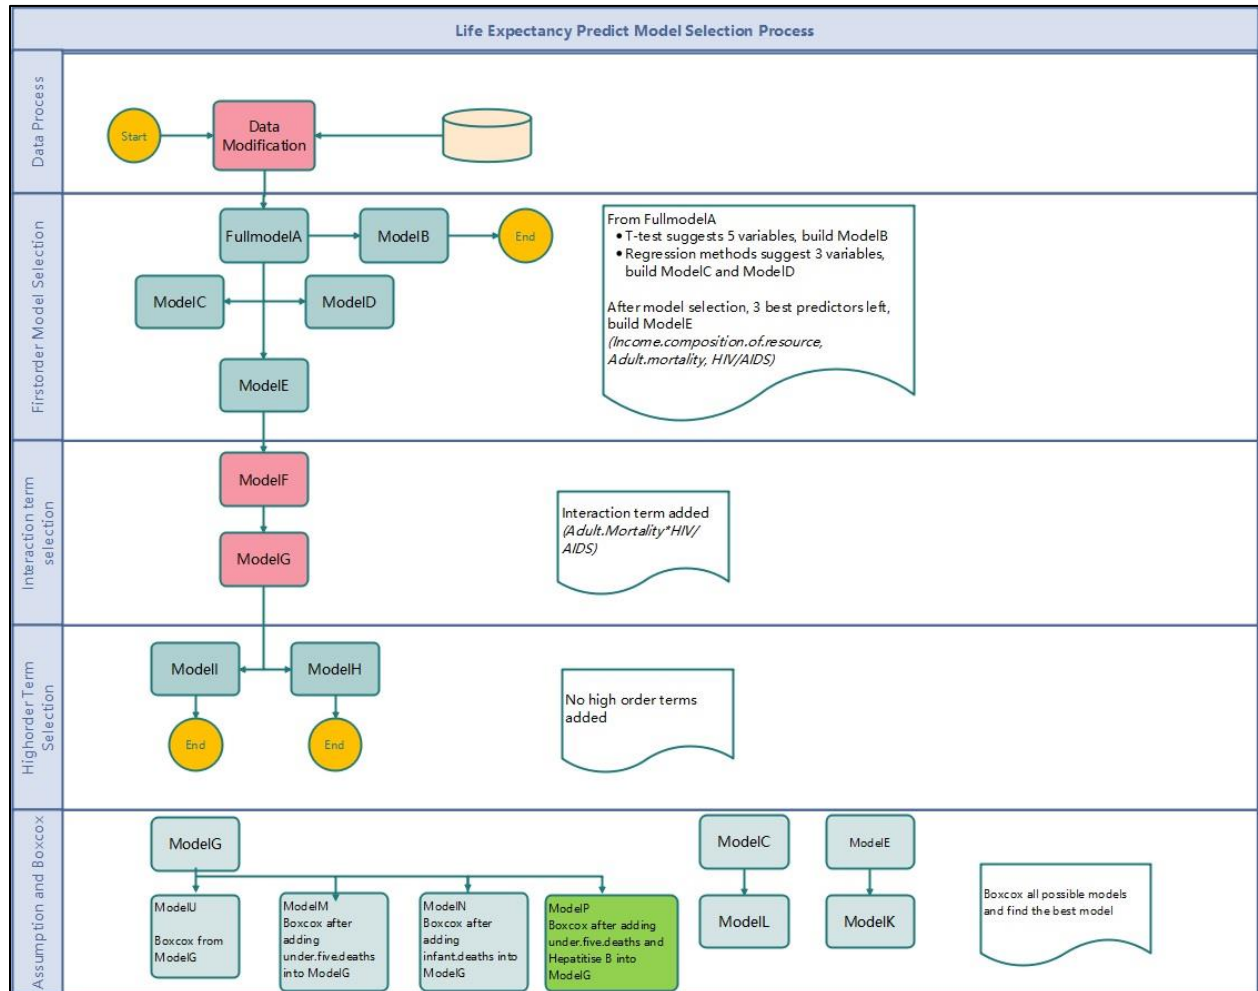 Life Expectancy Predict Model Selection Process
Data Process
Start
Data
Modification
Firstorder Model Selection
FullmodelA
ModelB
End
ModelC
ModelD
ModelE
From FullmodelA
• T-test suggests 5 variables, build ModelB
• Regression methods suggest 3 variables,
build ModelC and ModelD
After model selection, 3 best predictors left,
build ModelE
(Income.composition.of.resource,
Adult.mortality, HIV/AIDS)
Interaction term
selection
ModelF
ModelG
Interaction term added
(Adult.Mortality*HIV/
AIDS)
Highorder Term
Selection
ModelI
ModelH
End
End
No high order terms
added
Assumption and Boxcox
ModelG
ModelU
Boxcox from
ModelG
ModelM
Boxcox after
adding
under.five.deaths
into ModelG
ModelN
Boxcox after
adding
infant.deaths into
ModelG
ModelP
Boxcox after adding
under.five.deaths and
Hepatitise B into
ModelG
ModelC
ModelL
ModelE
ModelK
Boxcox all possible models
and find the best model